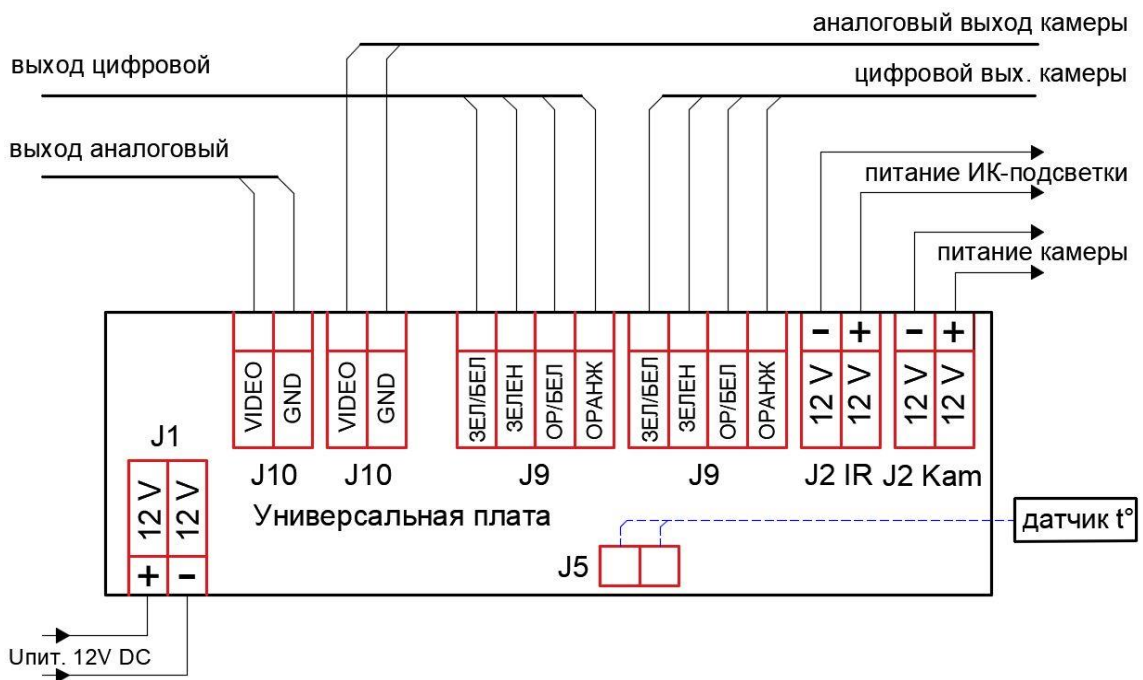 аналоговый выход камеры
выход цифровой
цифровой вых. камеры
выход аналоговый
питание ИК-подсветки
питание камеры
− + − +
VIDEO GND VIDEO GND ЗЕЛ/БЕЛ ЗЕЛЕН ОР/БЕЛ ОРАНЖ ЗЕЛ/БЕЛ ЗЕЛЕН ОР/БЕЛ ОРАНЖ 12 V 12 V 12 V 12 V
J1
J10 J10 J9 J9 J2 IR J2 Kam
12 V 12 V
Универсальная плата
датчик t°
J5
+ −
Uпит. 12V DC